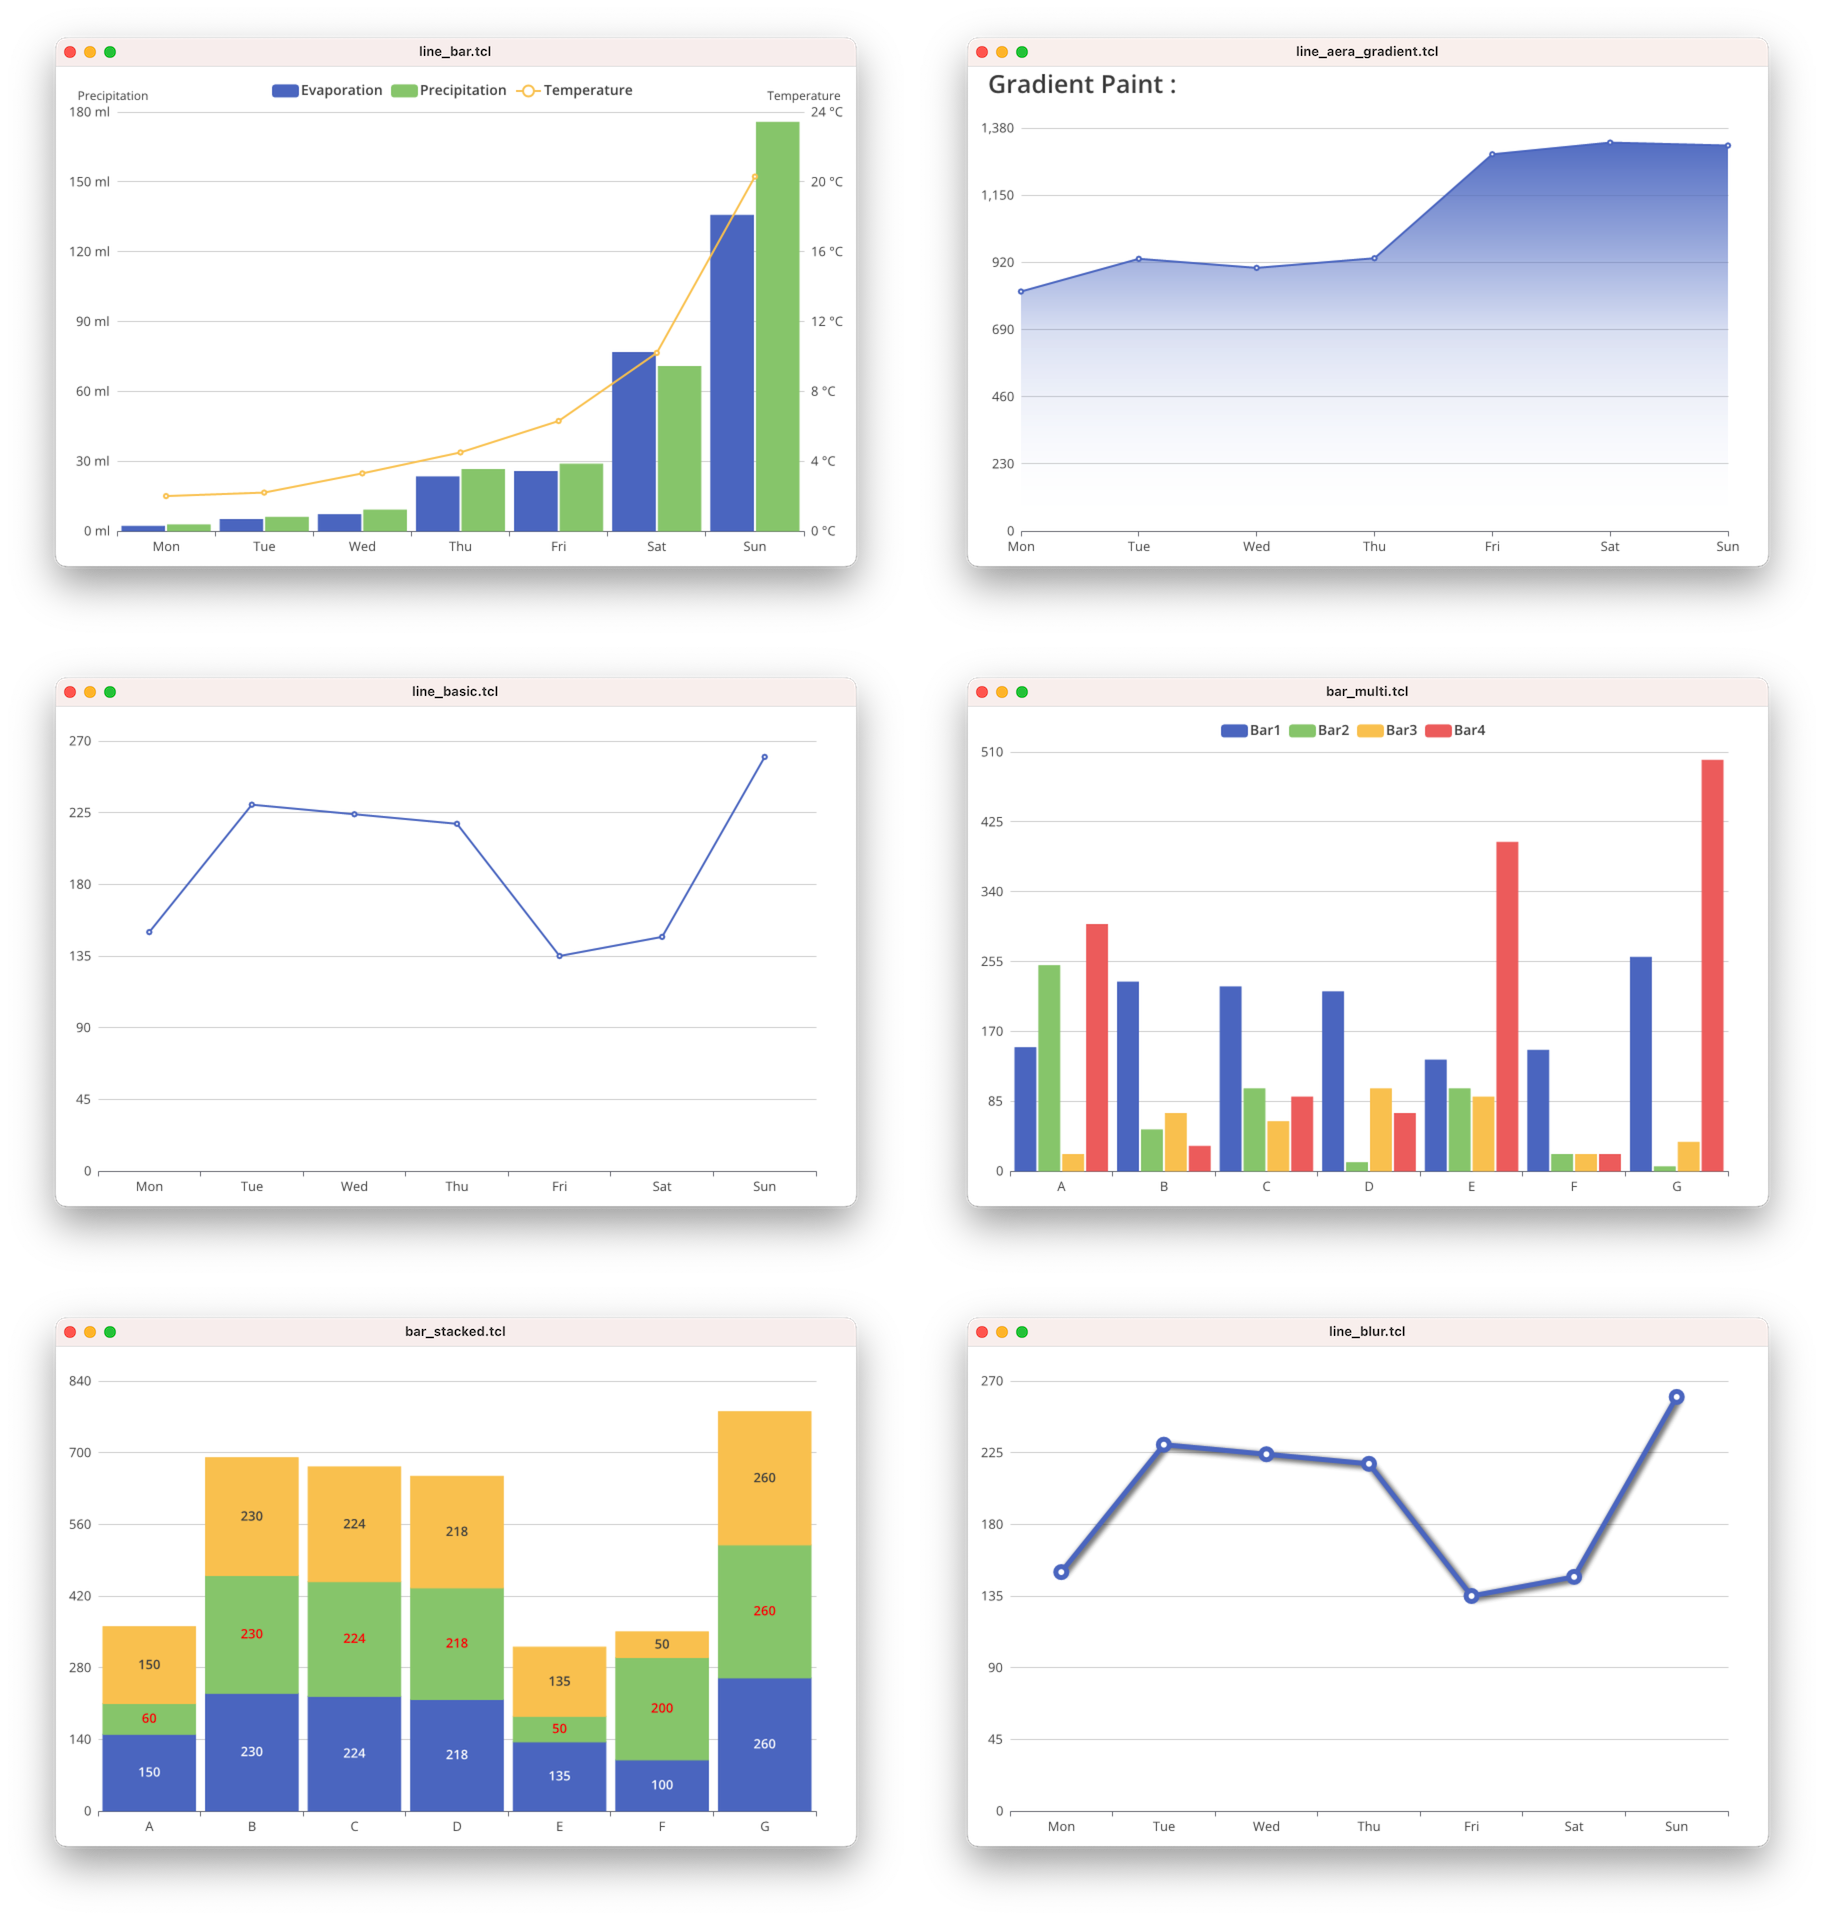 line_bar.tcl
Evaporation Precipitation Temperature
Precipitation Temperature
180 ml 24 °C
150 ml 20 °C
120 ml 16 °C
90 ml 12 °C
60 ml 8 °C
30 ml 4 °C
0 ml 0 °C
Mon Tue Wed Thu Fri Sat Sun
line_aera_gradient.tcl
Gradient Paint :
1,380
1,150
920
690
460
230
0
Mon Tue Wed Thu Fri Sat Sun
line_basic.tcl
270
225
180
135
90
45
0
Mon Tue Wed Thu Fri Sat Sun
bar_multi.tcl
Bar1 Bar2 Bar3 Bar4
510
425
340
255
170
85
0
A B C D E F G
bar_stacked.tcl
840
700
560
420
280
140
0
150 230 224 218 135 50 260
60 230 224 218 50 200 260
150 230 224 218 135 100 260
A B C D E F G
line_blur.tcl
270
225
180
135
90
45
0
Mon Tue Wed Thu Fri Sat Sun